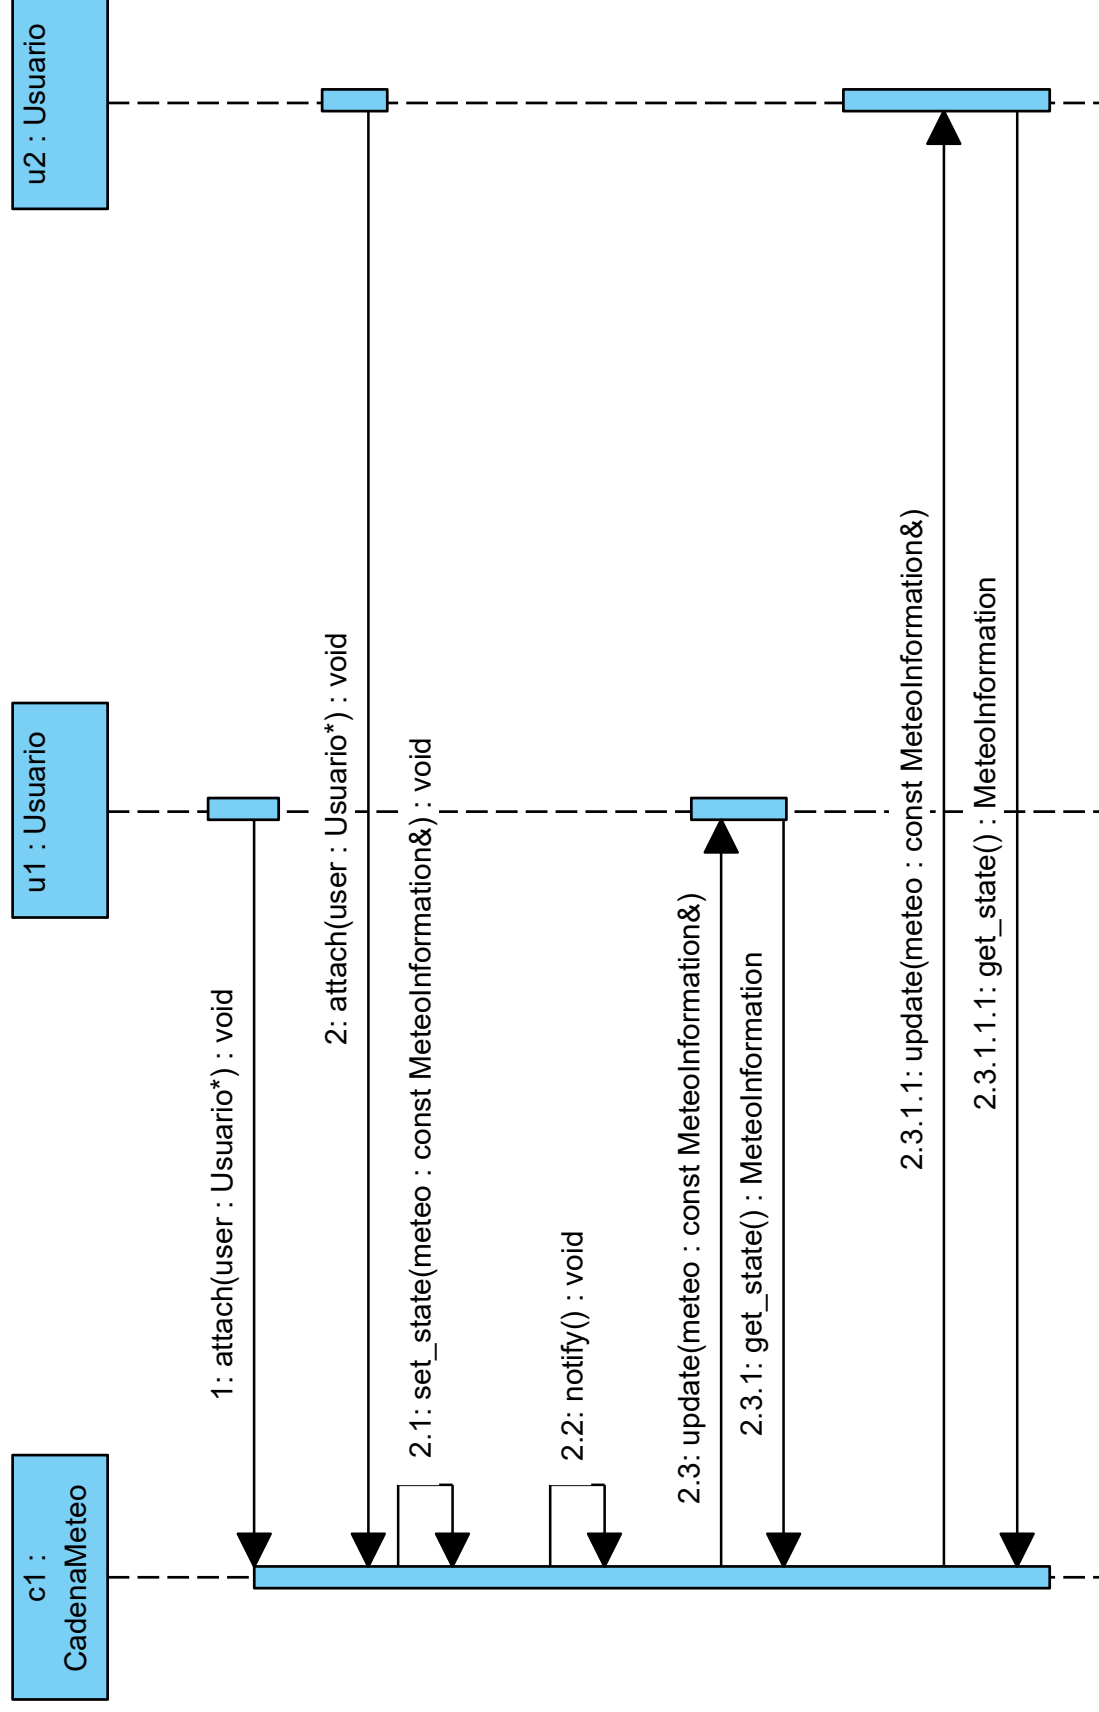 c1 :
CadenaMeteo
u1 : Usuario
u2 : Usuario
1: attach(user : Usuario*) : void
2: attach(user : Usuario*) : void
2.1: set_state(meteo : const MeteoInformation&) : void
2.2: notify() : void
2.3: update(meteo : const MeteoInformation&)
2.3.1: get_state() : MeteoInformation
2.3.1.1: update(meteo : const MeteoInformation&)
2.3.1.1.1: get_state() : MeteoInformation